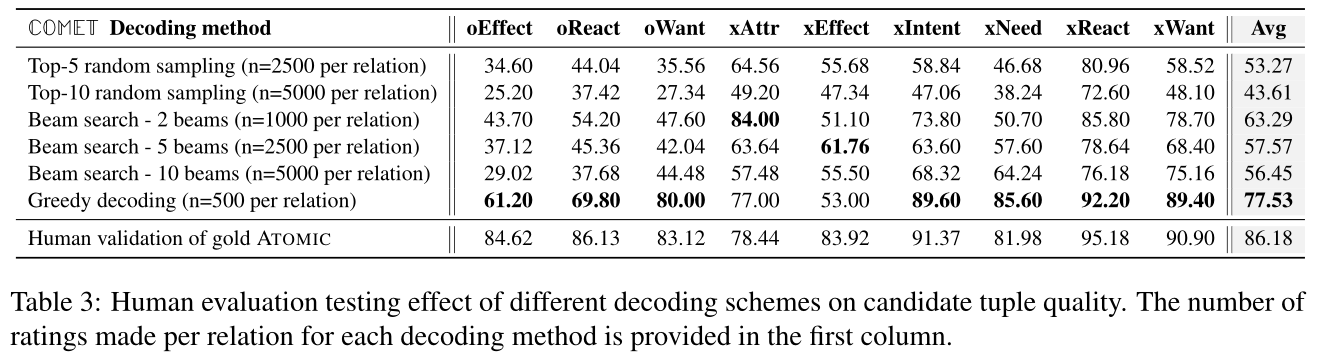 COMET Decoding method oEffect oReact oWant xAttr xEffect xIntent xNeed xReact xWant Avg
Top-5 random sampling (n=2500 per relation) 34.60 44.04 35.56 64.56 55.68 58.84 46.68 80.96 58.52 53.27
Top-10 random sampling (n=5000 per relation) 25.20 37.42 27.34 49.20 47.34 47.06 38.24 72.60 48.10 43.61
Beam search - 2 beams (n=1000 per relation) 43.70 54.20 47.60 84.00 51.10 73.80 50.70 85.80 78.70 63.29
Beam search - 5 beams (n=2500 per relation) 37.12 45.36 42.04 63.64 61.76 63.60 57.60 78.64 68.40 57.57
Beam search - 10 beams (n=5000 per relation) 29.02 37.68 44.48 57.48 55.50 68.32 64.24 76.18 75.16 56.45
Greedy decoding (n=500 per relation) 61.20 69.80 80.00 77.00 53.00 89.60 85.60 92.20 89.40 77.53
Human validation of gold ATOMIC 84.62 86.13 83.12 78.44 83.92 91.37 81.98 95.18 90.90 86.18
Table 3: Human evaluation testing effect of different decoding schemes on candidate tuple quality. The number of
ratings made per relation for each decoding method is provided in the first column.